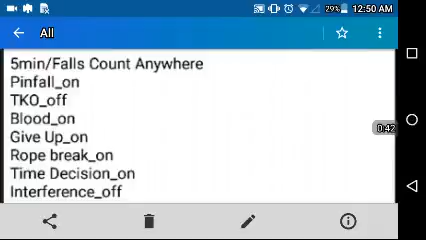 29% 12:50 AM
All
5min/Falls Count Anywhere
Pinfall_on
TKO_off
Blood_on
Give Up_on
Rope break_on
0:42
Time Decision_on
Interference_off